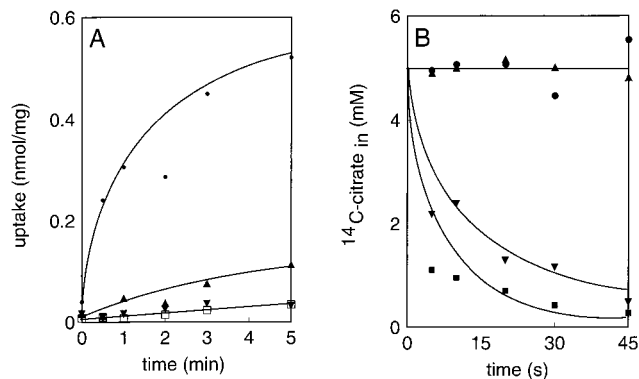 A
uptake (nmol/mg)
0.6
0.4
0.2
0
0 1 2 3 4 5
time (min)
B
14C-citrate in (mM)
6
4
2
0
0 15 30 45
time (s)